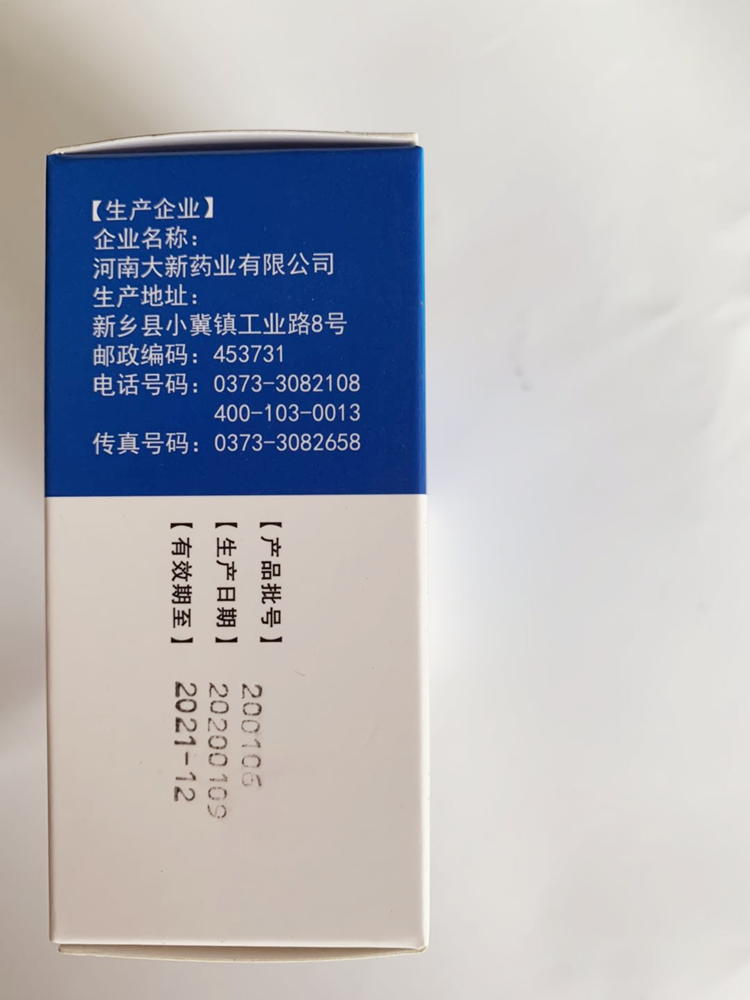 【生产企业】
企业名称：
河南大新药业有限公司
生产地址：
新乡县小冀镇工业路8号
邮政编码：453731
电话号码：0373-3082108
400-103-0013
传真号码：0373-3082658
【产品批号】 200106
【生产日期】 20200109
【有效期至】 2021-12